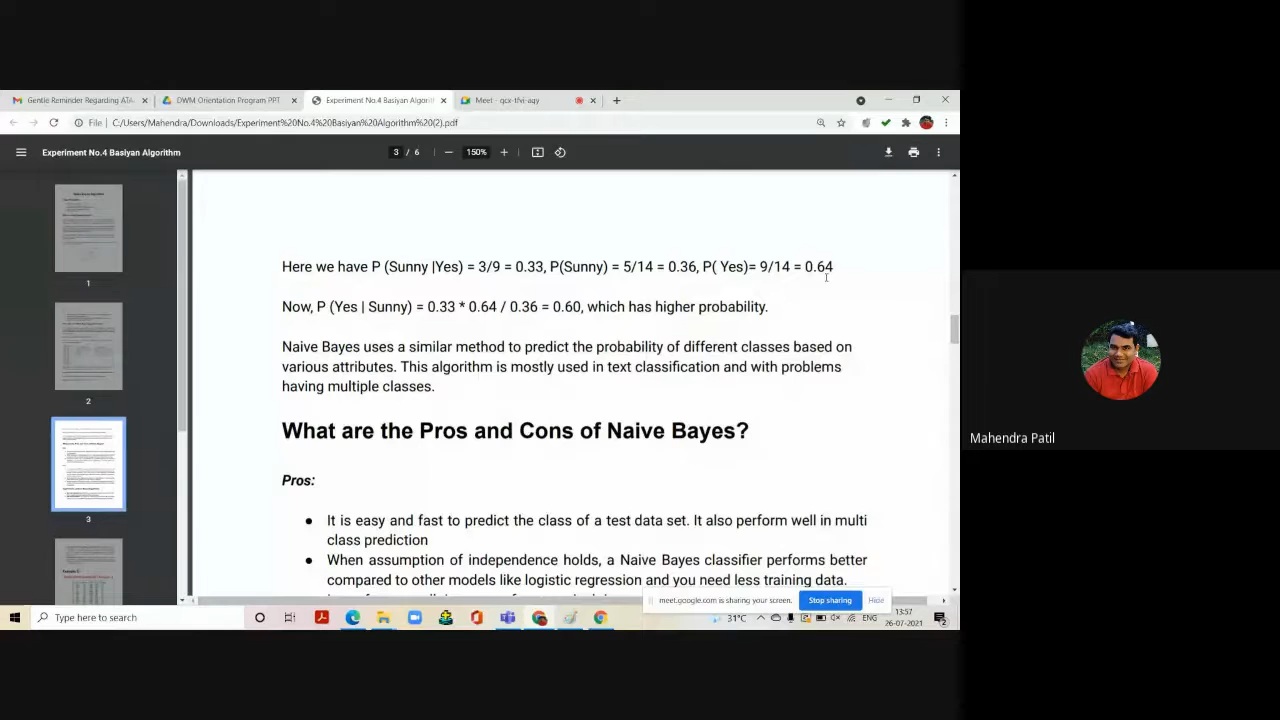 Gentle Reminder Regarding ATA
DWM Orientation Program PPT
Experiment No.4 Basiyan Algorith
Meet - qcx-tfvi-aqy
File
C:/Users/Mahendra/Downloads/Experiment%20No.4%20Basiyan%20Algorithm%20(2).pdf
Experiment No.4 Basiyan Algorithm
3 / 6
150%
Here we have P (Sunny |Yes) = 3/9 = 0.33, P(Sunny) = 5/14 = 0.36, P( Yes)= 9/14 = 0.64
Now, P (Yes | Sunny) = 0.33 * 0.64 / 0.36 = 0.60, which has higher probability.
Naive Bayes uses a similar method to predict the probability of different classes based on
various attributes. This algorithm is mostly used in text classification and with problems
having multiple classes.
What are the Pros and Cons of Naive Bayes?
Pros:
● It is easy and fast to predict the class of a test data set. It also perform well in multi
class prediction
● When assumption of independence holds, a Naive Bayes classifier performs better
compared to other models like logistic regression and you need less training data.
1
2
3
Mahendra Patil
meet.google.com is sharing your screen.
Stop sharing
Hide
Type here to search
31°C
ENG
13:57
26-07-2021
2